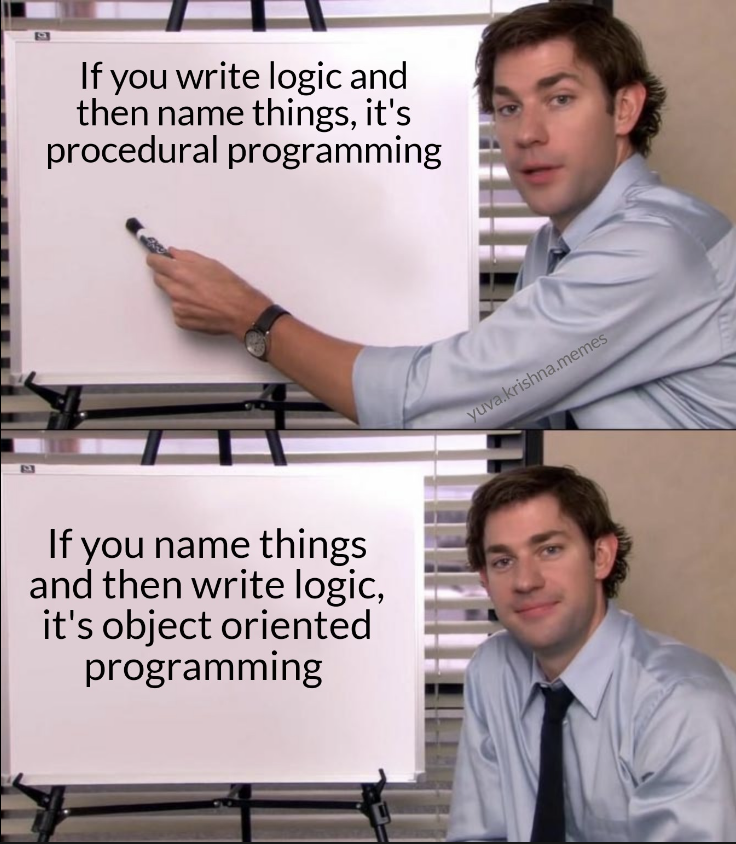 If you write logic and
then name things, it's
procedural programming
yuva.krishna.memes
If you name things
and then write logic,
it's object oriented
programming